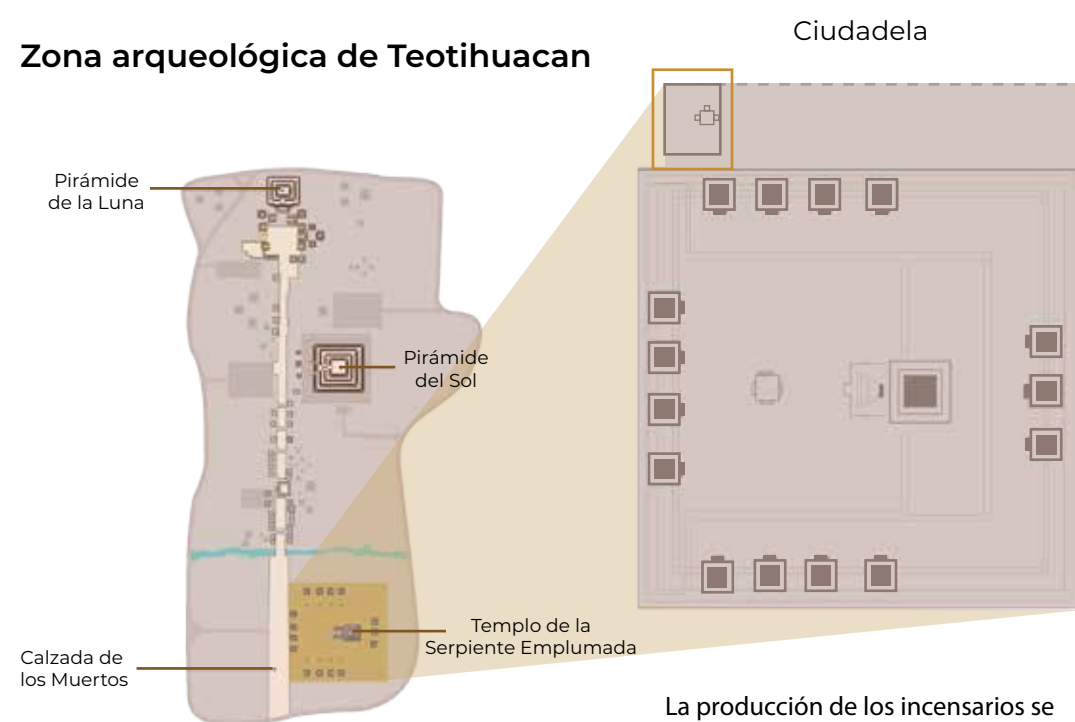 Zona arqueológica de Teotihuacan
Ciudadela
Pirámide
de la Luna
Pirámide
del Sol
Templo de la
Serpiente Emplumada
Calzada de
los Muertos
La producción de los incensarios se